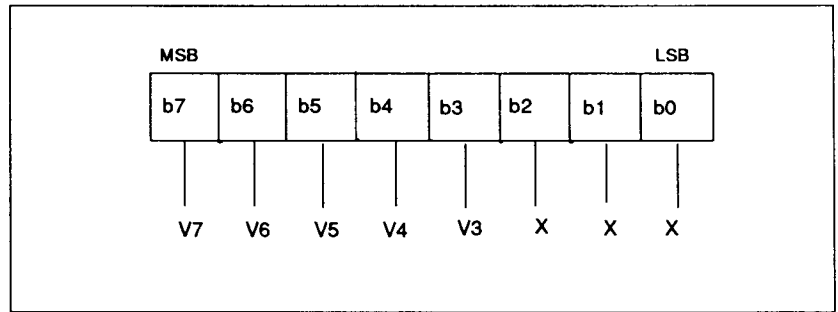 MSB LSB
b7 b6 b5 b4 b3 b2 b1 b0
V7 V6 V5 V4 V3 X X X